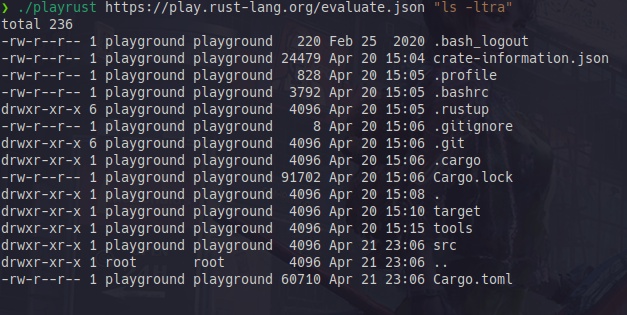 ❯ ./playrust https://play.rust-lang.org/evaluate.json "ls -ltra"
total 236
-rw-r--r-- 1 playground playground   220 Feb 25  2020 .bash_logout
-rw-r--r-- 1 playground playground 24479 Apr 20 15:04 crate-information.json
-rw-r--r-- 1 playground playground   828 Apr 20 15:05 .profile
-rw-r--r-- 1 playground playground  3792 Apr 20 15:05 .bashrc
drwxr-xr-x 6 playground playground  4096 Apr 20 15:05 .rustup
-rw-r--r-- 1 playground playground     8 Apr 20 15:06 .gitignore
drwxr-xr-x 6 playground playground  4096 Apr 20 15:06 .git
drwxr-xr-x 1 playground playground  4096 Apr 20 15:06 .cargo
-rw-r--r-- 1 playground playground 91702 Apr 20 15:06 Cargo.lock
drwxr-xr-x 1 playground playground  4096 Apr 20 15:08 .
drwxr-xr-x 1 playground playground  4096 Apr 20 15:10 target
drwxr-xr-x 1 playground playground  4096 Apr 20 15:15 tools
drwxr-xr-x 1 playground playground  4096 Apr 21 23:06 src
drwxr-xr-x 1 root       root        4096 Apr 21 23:06 ..
-rw-r--r-- 1 playground playground 60710 Apr 21 23:06 Cargo.toml